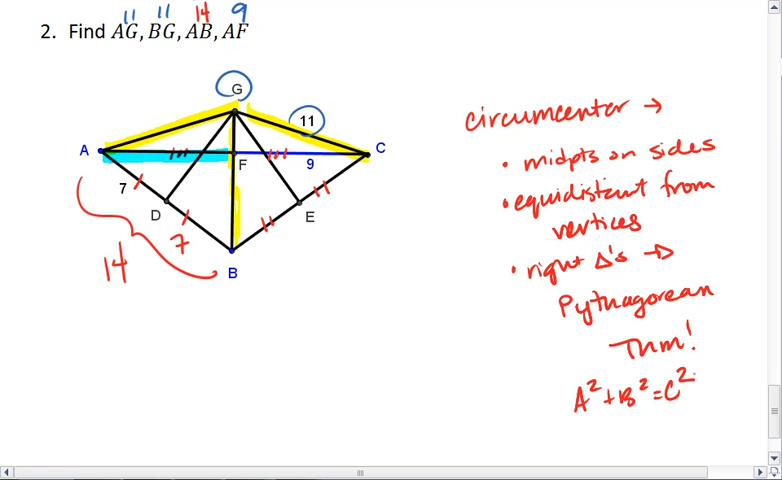 11 11 14 9
2. Find AG, BG, AB, AF
G
11
A
C
F
9
7
D
E
7
14
B
circumcenter →
• midpts on sides
• equidistant from
vertices
• right Δ's →
Pythagorean
Thm!
A²+B²=C²